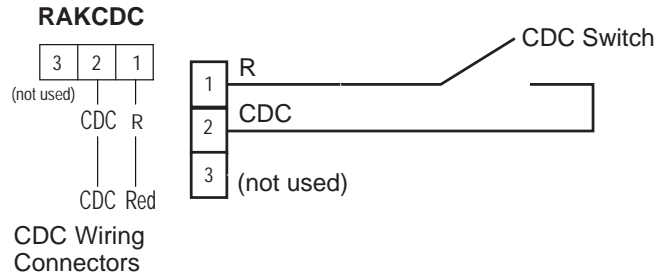 RAKCDC
3 2 1
(not used)
CDC R
CDC Red
CDC Wiring
Connectors
CDC Switch
1 R
2 CDC
3 (not used)